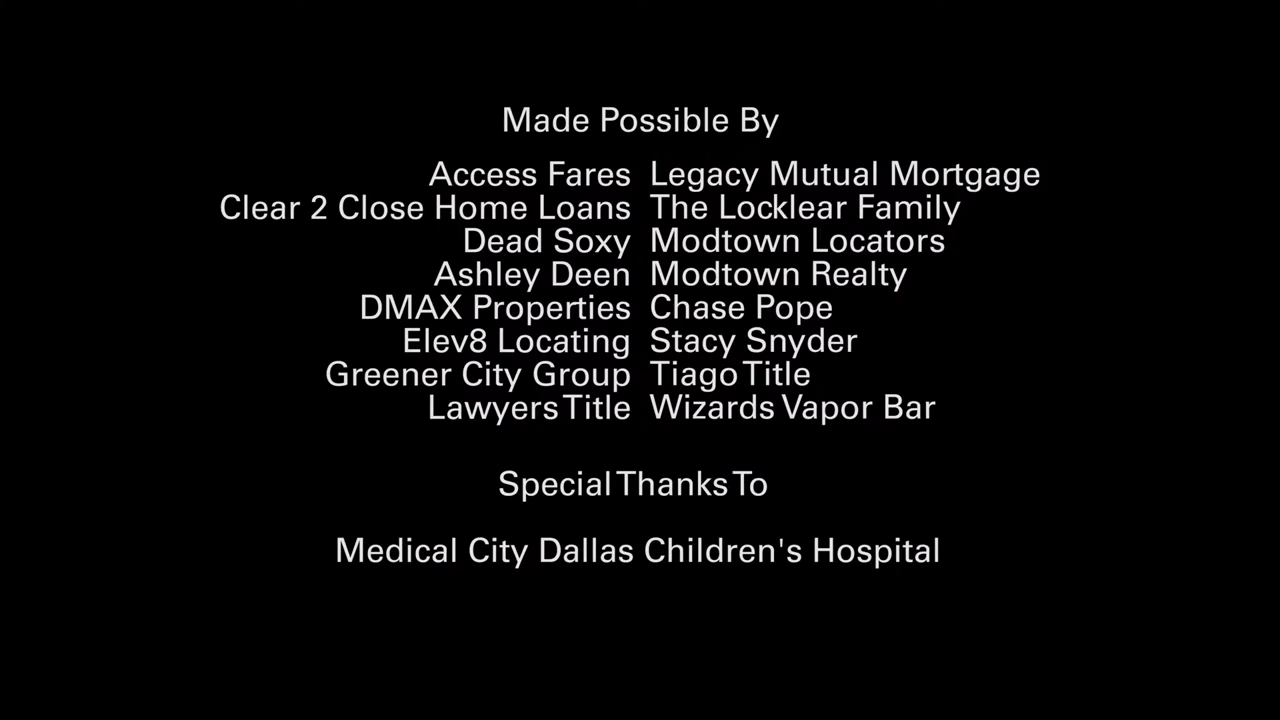 Made Possible By
Access Fares Legacy Mutual Mortgage
Clear 2 Close Home Loans The Locklear Family
Dead Soxy Modtown Locators
Ashley Deen Modtown Realty
DMAX Properties Chase Pope
Elev8 Locating Stacy Snyder
Greener City Group Tiago Title
Lawyers Title Wizards Vapor Bar
Special Thanks To
Medical City Dallas Children's Hospital